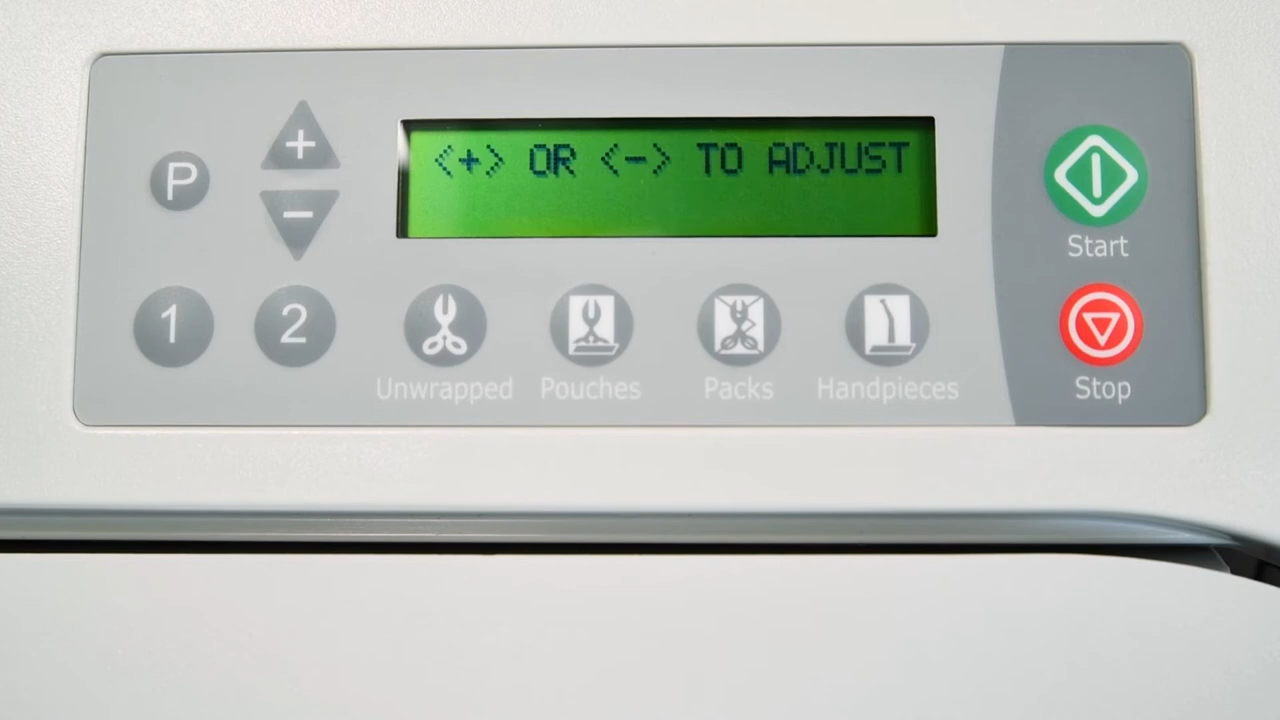 P
+
<+> OR <-> TO ADJUST
−
Start
1
2
Unwrapped
Pouches
Packs
Handpieces
Stop